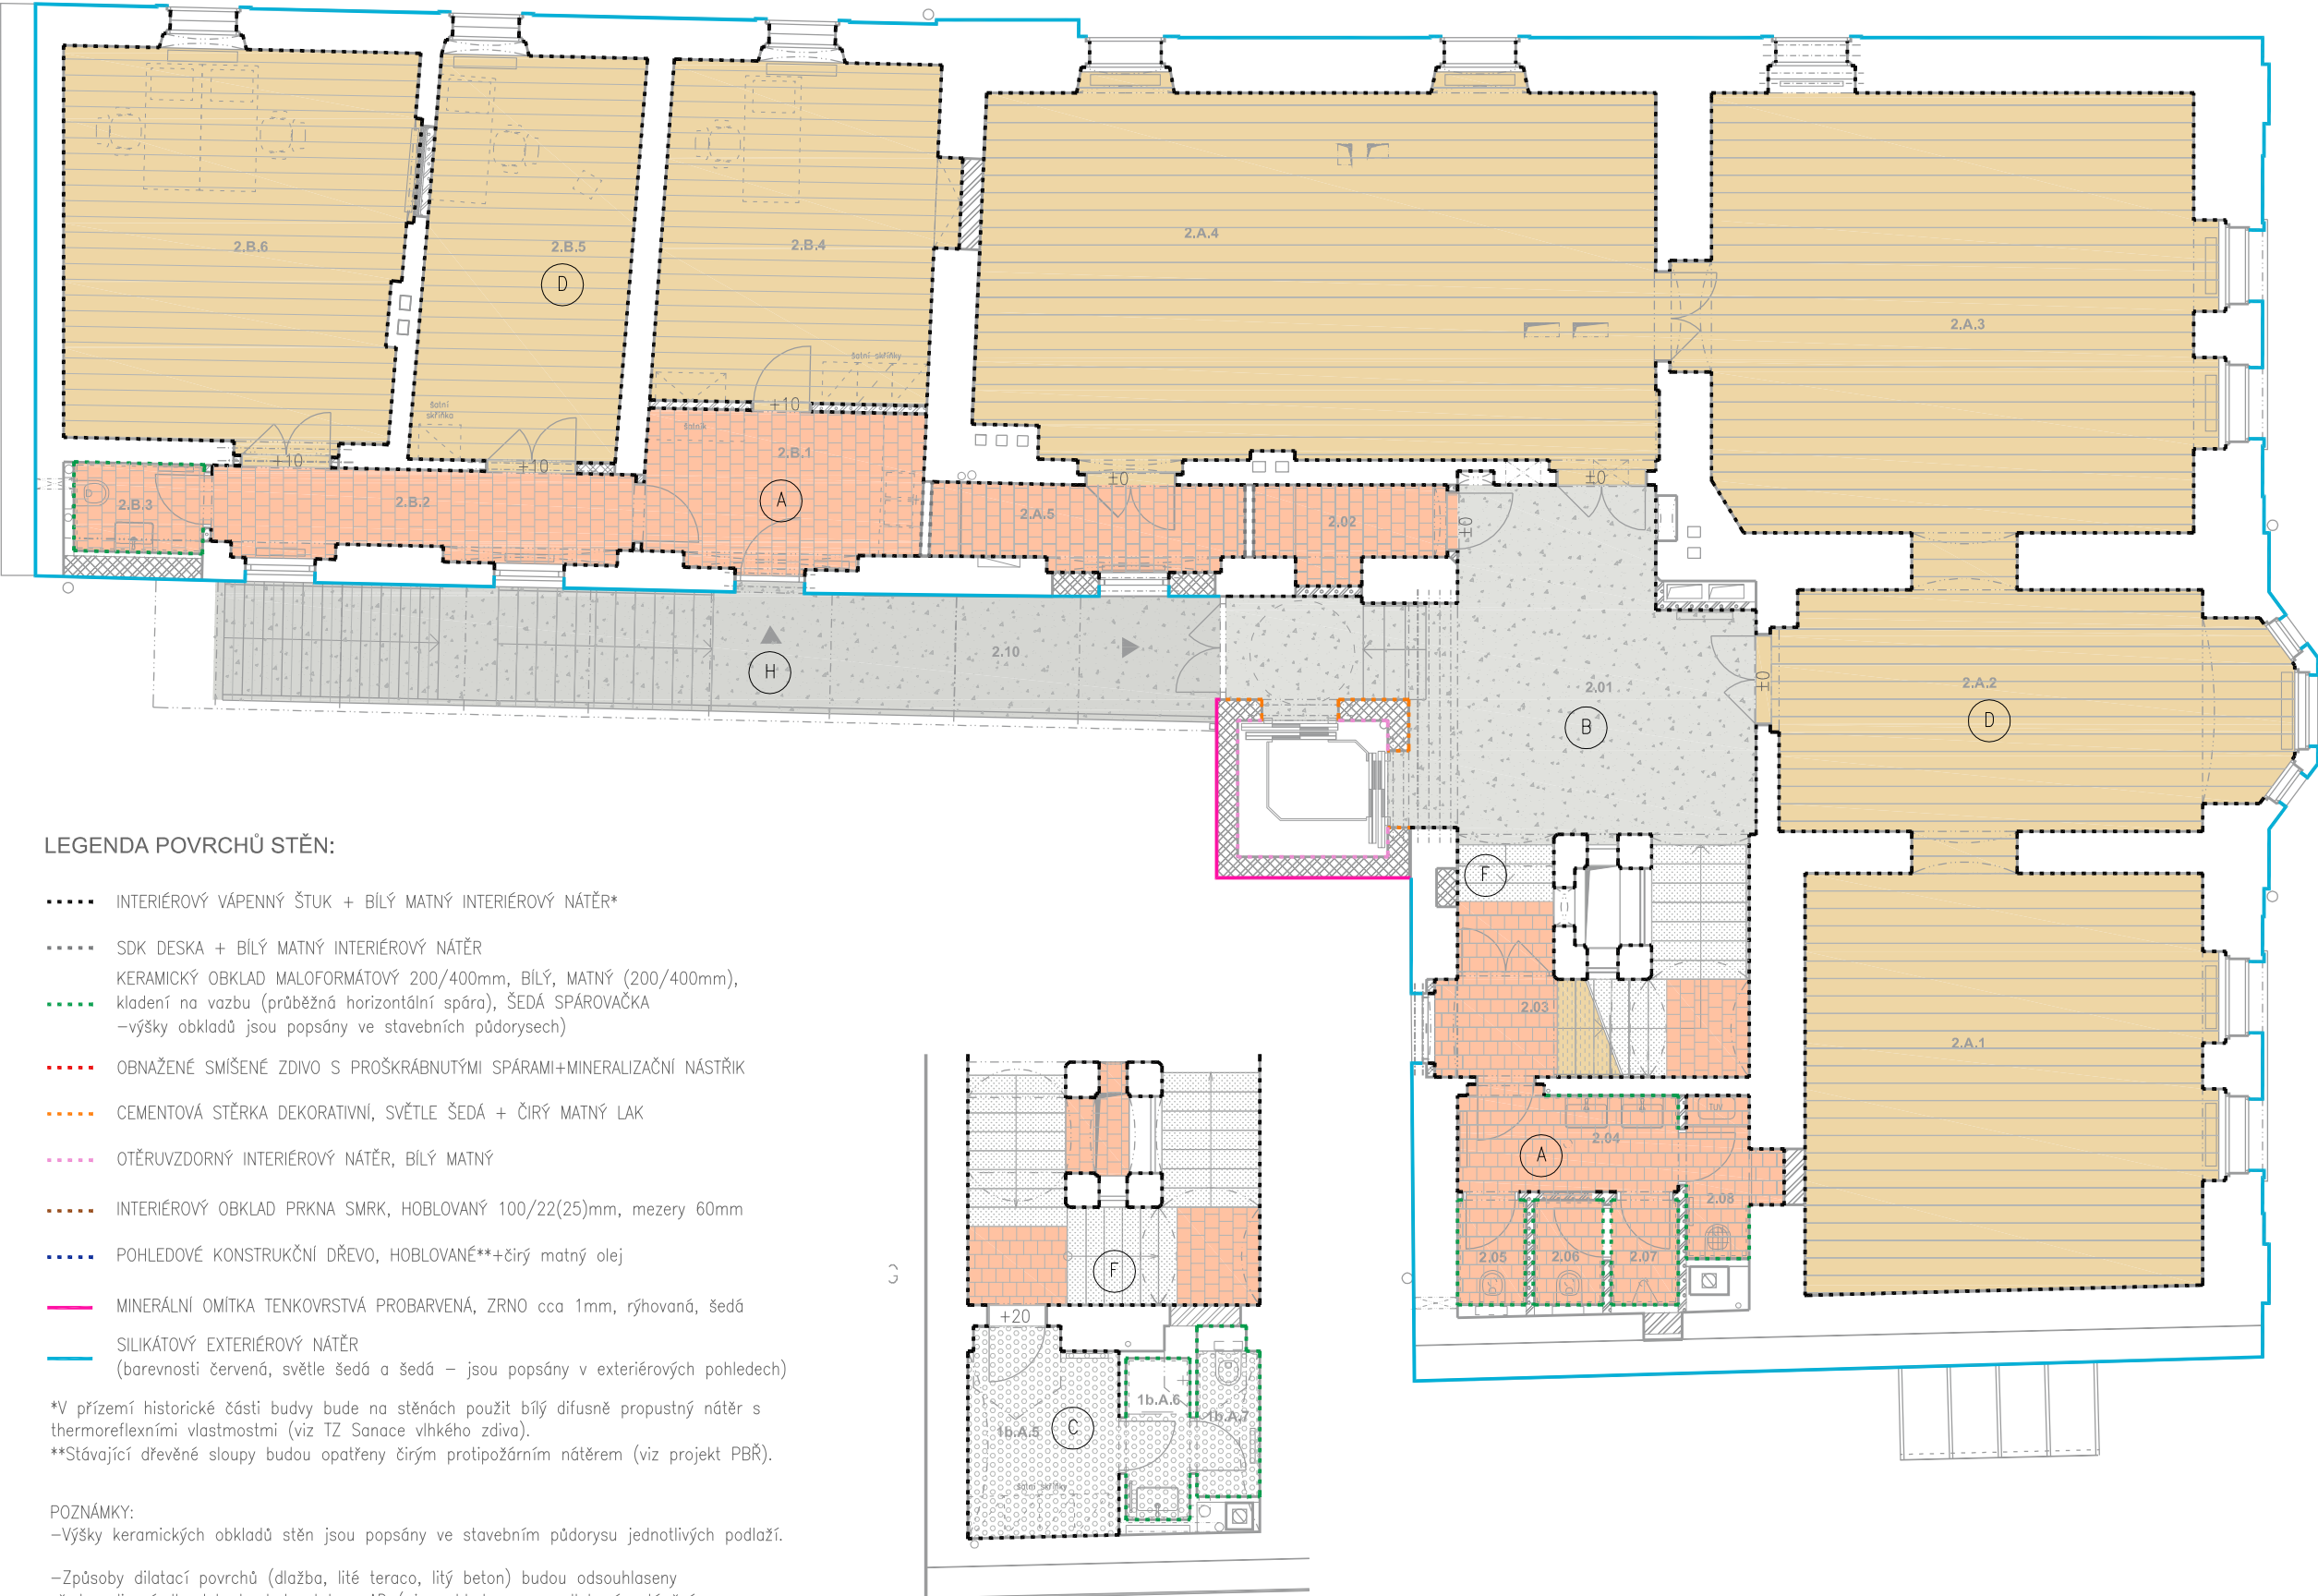 2.B.6
2.B.5
D
2.B.4
2.A.4
2.A.3
šatní skříňky
šatní
skříňka
+10
šatník
2.B.1
+10
+10
A
2.B.3
2.B.2
±0
±0
2.A.5
2.02
±0
2.10
H
2.01
B
±0
2.A.2
D
F
2.03
2.A.1
TUV
2.04
A
2.08
2.05
2.06
2.07
F
+20
1b.A.6
1b.A.7
1b.A.5
C
šatní skříňky
LEGENDA POVRCHŮ STĚN:
INTERIÉROVÝ VÁPENNÝ ŠTUK + BÍLÝ MATNÝ INTERIÉROVÝ NÁTĚR*
SDK DESKA + BÍLÝ MATNÝ INTERIÉROVÝ NÁTĚR
KERAMICKÝ OBKLAD MALOFORMÁTOVÝ 200/400mm, BÍLÝ, MATNÝ (200/400mm),
kladení na vazbu (průběžná horizontální spára), ŠEDÁ SPÁROVAČKA
–výšky obkladů jsou popsány ve stavebních půdorysech)
OBNAŽENÉ SMÍŠENÉ ZDIVO S PROŠKRÁBNUTÝMI SPÁRAMI+MINERALIZAČNÍ NÁSTŘIK
CEMENTOVÁ STĚRKA DEKORATIVNÍ, SVĚTLE ŠEDÁ + ČIRÝ MATNÝ LAK
OTĚRUVZDORNÝ INTERIÉROVÝ NÁTĚR, BÍLÝ MATNÝ
INTERIÉROVÝ OBKLAD PRKNA SMRK, HOBLOVANÝ 100/22(25)mm, mezery 60mm
POHLEDOVÉ KONSTRUKČNÍ DŘEVO, HOBLOVANÉ**+čirý matný olej
MINERÁLNÍ OMÍTKA TENKOVRSTVÁ PROBARVENÁ, ZRNO cca 1mm, rýhovaná, šedá
SILIKÁTOVÝ EXTERIÉROVÝ NÁTĚR
(barevnosti červená, světle šedá a šedá – jsou popsány v exteriérových pohledech)
*V přízemí historické části budvy bude na stěnách použit bílý difusně propustný nátěr s
thermoreflexními vlastmostmi (viz TZ Sanace vlhkého zdiva).
**Stávající dřevěné sloupy budou opatřeny čirým protipožárním nátěrem (viz projekt PBŘ).
POZNÁMKY:
–Výšky keramických obkladů stěn jsou popsány ve stavebním půdorysu jednotlivých podlaží.
–Způsoby dilatací povrchů (dlažba, lité teraco, litý beton) budou odsouhlaseny